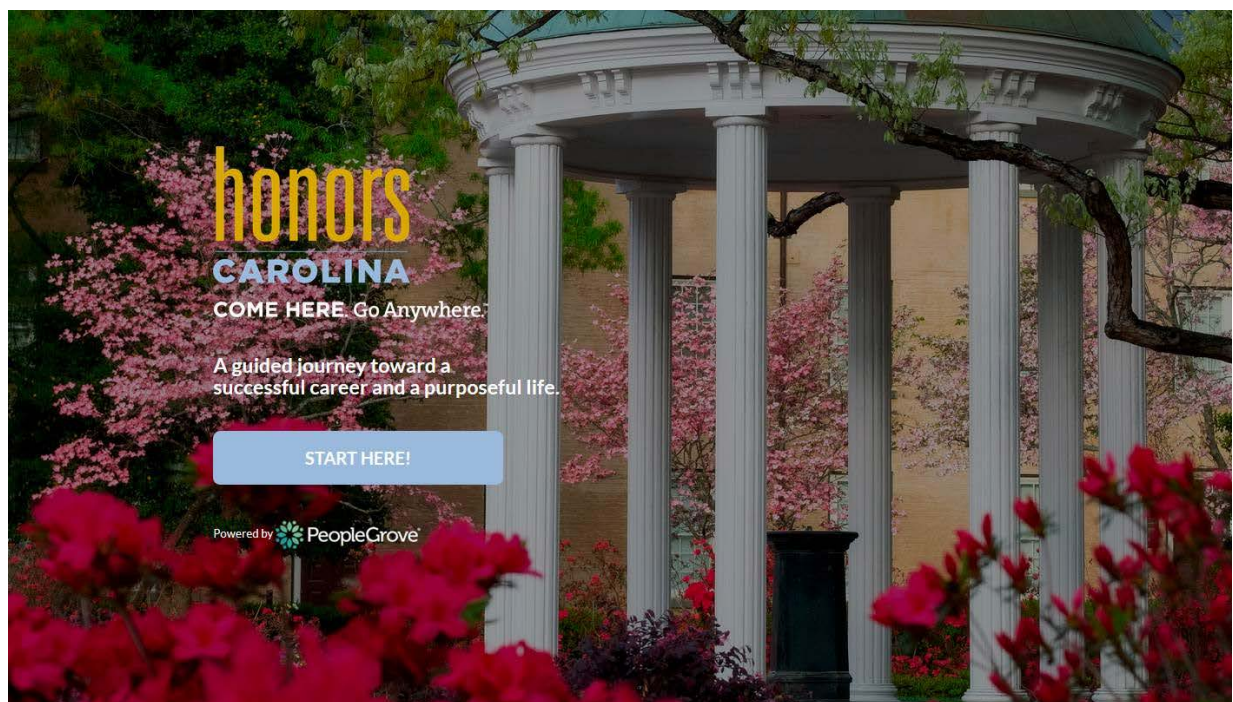 honors
CAROLINA
COME HERE. Go Anywhere.™
A guided journey toward a
successful career and a purposeful life.
START HERE!
Powered by PeopleGrove®